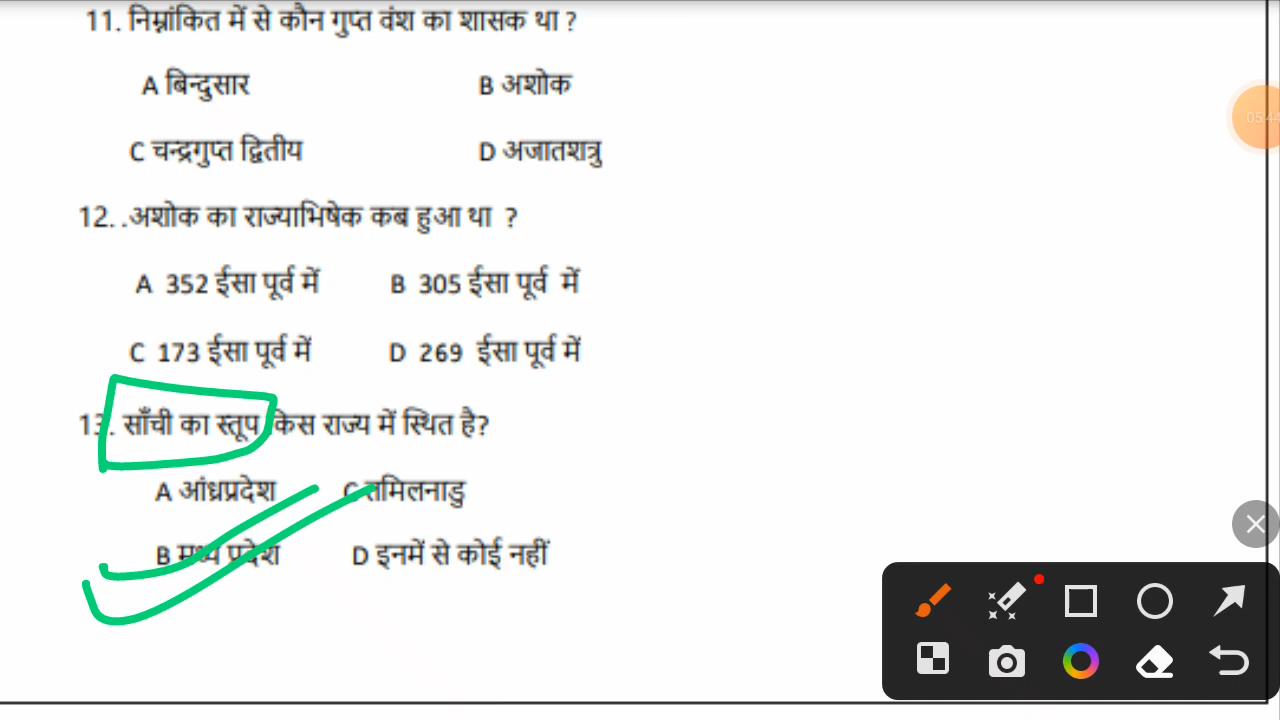 11. निम्नांकित में से कौन गुप्त वंश का शासक था ?
A बिन्दुसार B अशोक
C चन्द्रगुप्त द्वितीय D अजातशत्रु
12. .अशोक का राज्याभिषेक कब हुआ था ?
A 352 ईसा पूर्व में B 305 ईसा पूर्व में
C 173 ईसा पूर्व में D 269 ईसा पूर्व में
13. साँची का स्तूप किस राज्य में स्थित है?
A आंध्रप्रदेश C तमिलनाडु
B मध्य प्रदेश D इनमें से कोई नहीं